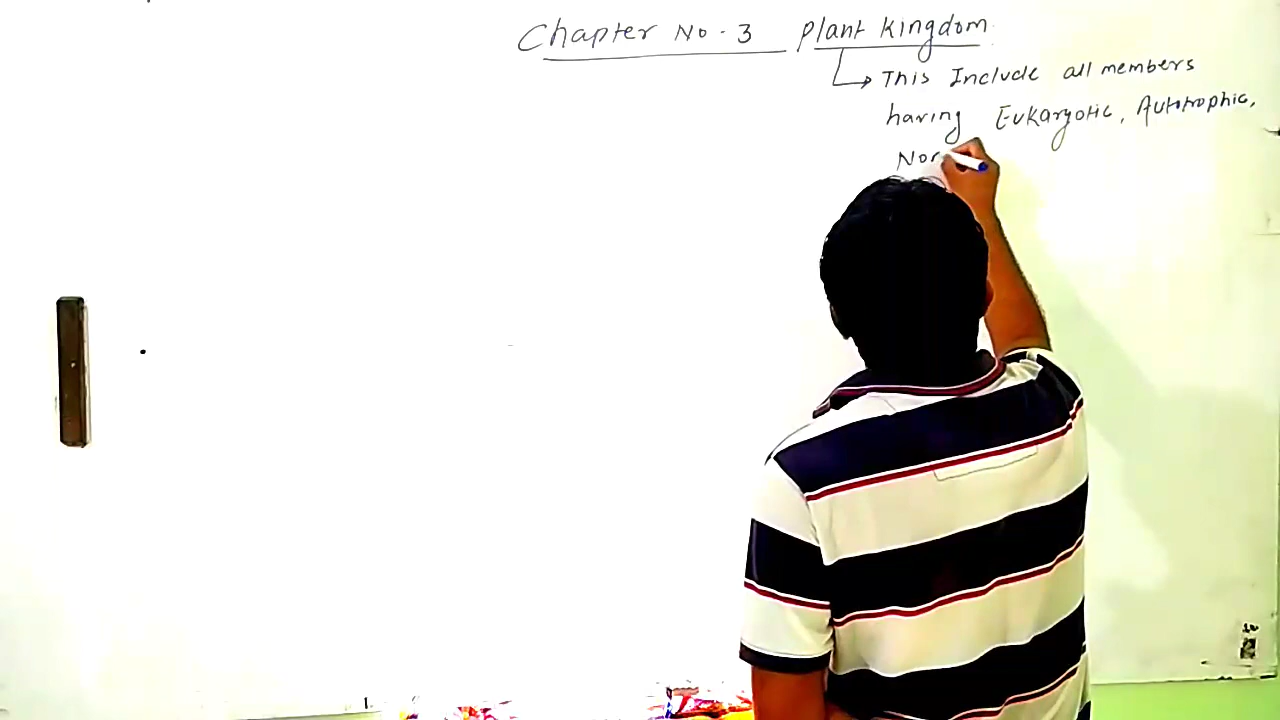 Chapter No. 3 Plant Kingdom
This Include all members
having Eukaryotic, Autotrophic,